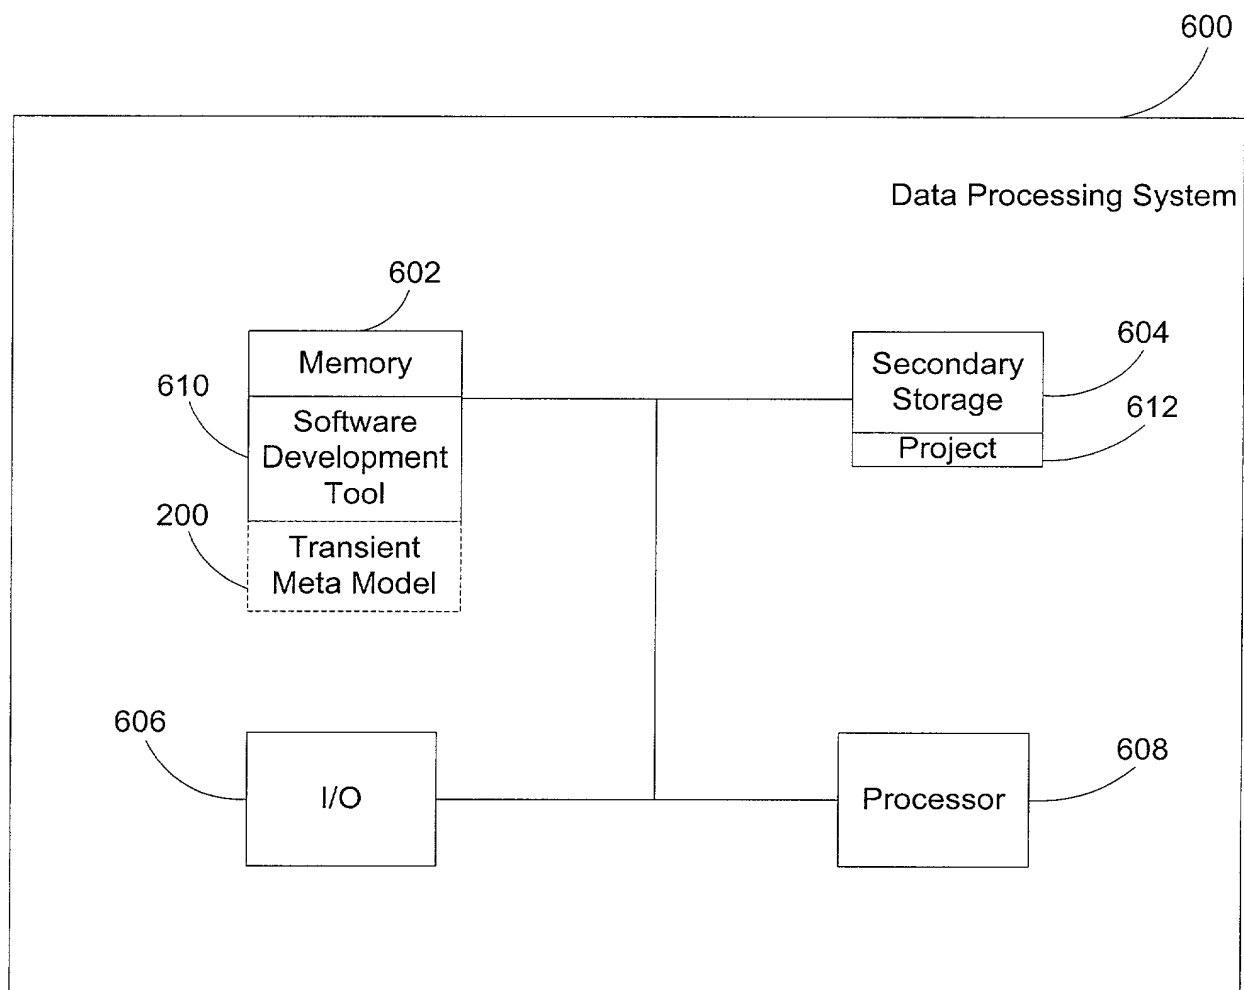 600
Data Processing System
602
Memory
610
Software
Development
Tool
200
Transient
Meta Model
604
Secondary
Storage
612
Project
606
I/O
608
Processor